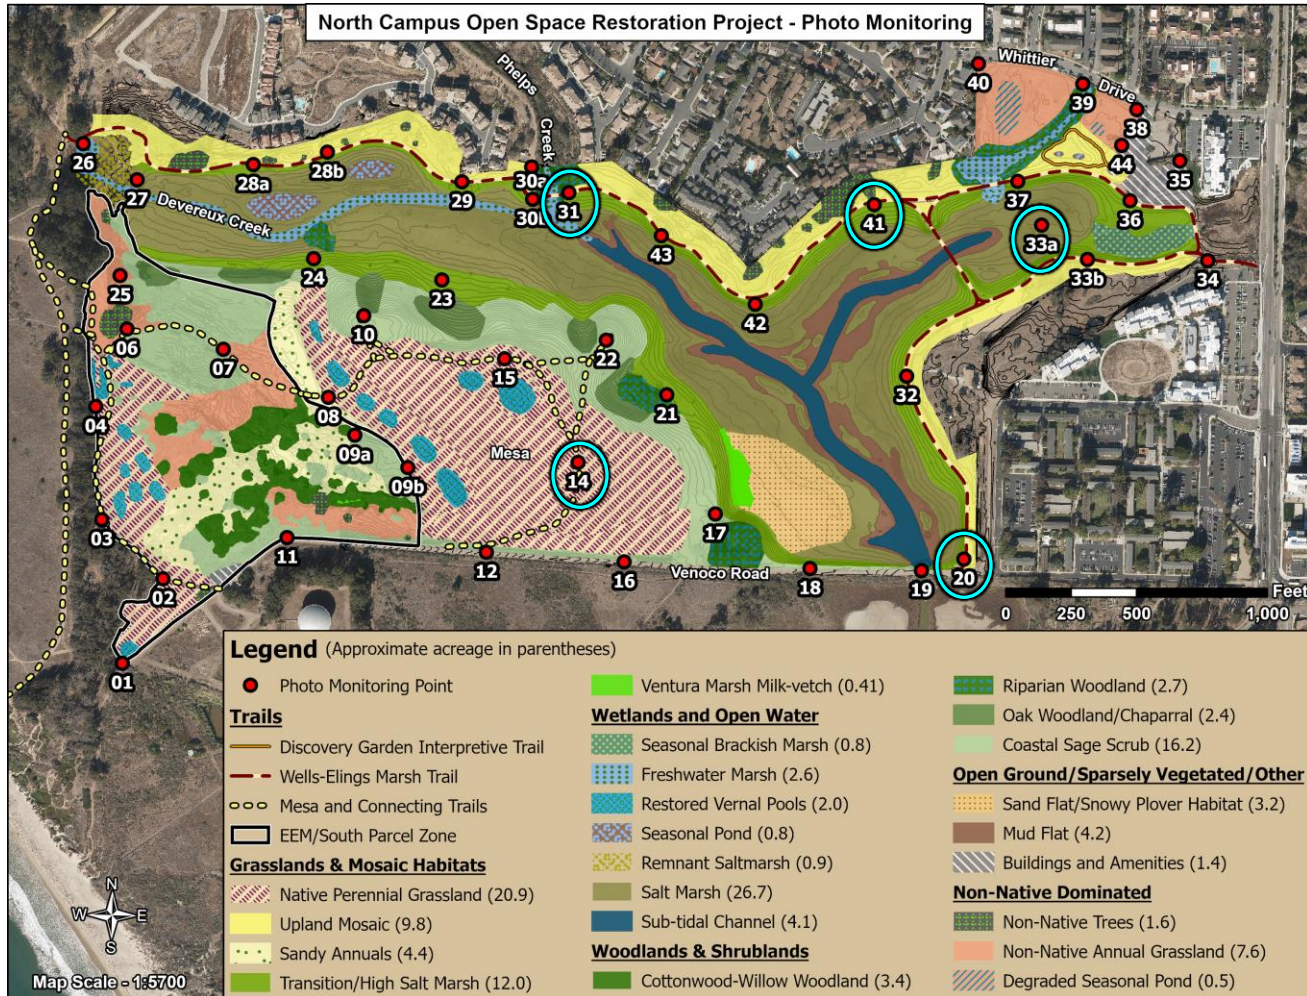 North Campus Open Space Restoration Project - Photo Monitoring
Whittier
Drive
Phelps
Creek
Devereux Creek
Mesa
Venoco Road
40
39
38
44
35
26
27
28a
28b
29
30a
30b
31
41
37
36
43
33a
33b
34
42
24
23
25
06
10
22
07
15
32
08
21
04
09a
09b
14
03
17
11
12
16
18
19
20
02
01
Feet
0 250 500 1,000
N
W E
S
Map Scale - 1:5700
Legend (Approximate acreage in parentheses)
Photo Monitoring Point
Trails
Discovery Garden Interpretive Trail
Wells-Elings Marsh Trail
Mesa and Connecting Trails
EEM/South Parcel Zone
Grasslands & Mosaic Habitats
Native Perennial Grassland (20.9)
Upland Mosaic (9.8)
Sandy Annuals (4.4)
Transition/High Salt Marsh (12.0)
Ventura Marsh Milk-vetch (0.41)
Wetlands and Open Water
Seasonal Brackish Marsh (0.8)
Freshwater Marsh (2.6)
Restored Vernal Pools (2.0)
Seasonal Pond (0.8)
Remnant Saltmarsh (0.9)
Salt Marsh (26.7)
Sub-tidal Channel (4.1)
Woodlands & Shrublands
Cottonwood-Willow Woodland (3.4)
Riparian Woodland (2.7)
Oak Woodland/Chaparral (2.4)
Coastal Sage Scrub (16.2)
Open Ground/Sparsely Vegetated/Other
Sand Flat/Snowy Plover Habitat (3.2)
Mud Flat (4.2)
Buildings and Amenities (1.4)
Non-Native Dominated
Non-Native Trees (1.6)
Non-Native Annual Grassland (7.6)
Degraded Seasonal Pond (0.5)